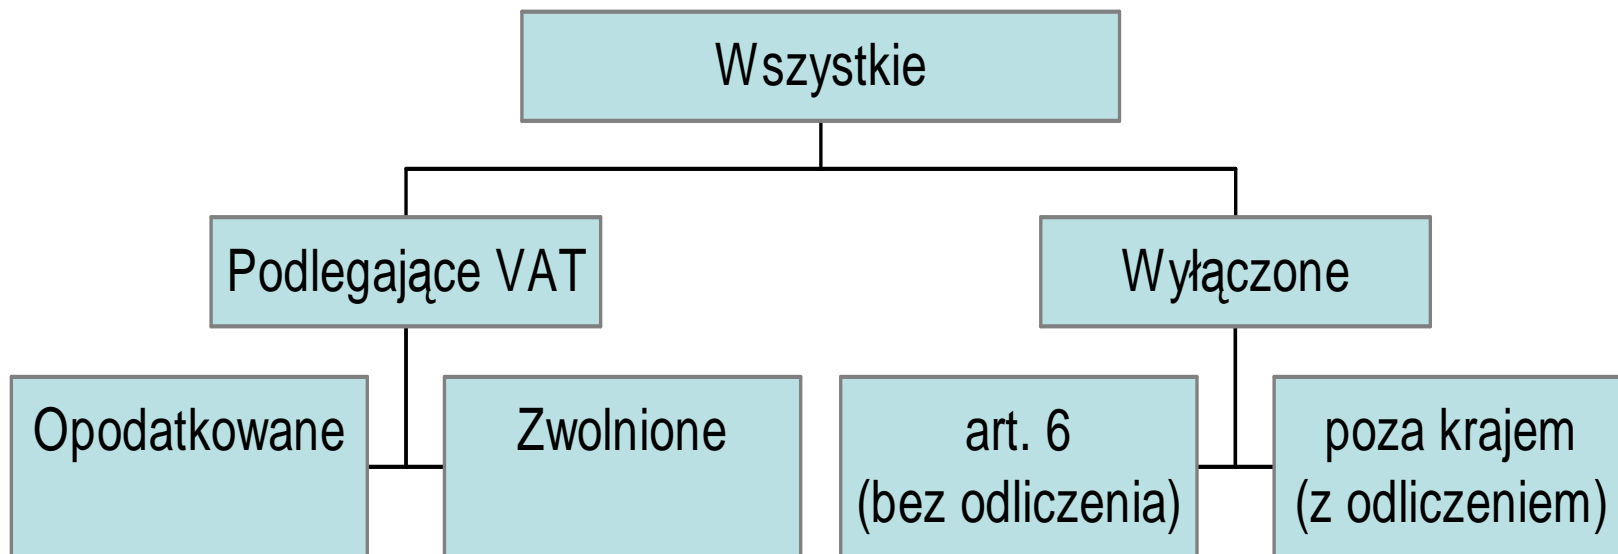 Wszystkie
Podlegające VAT
Wyłączone
Opodatkowane
Zwolnione
art. 6
(bez odliczenia)
poza krajem
(z odliczeniem)